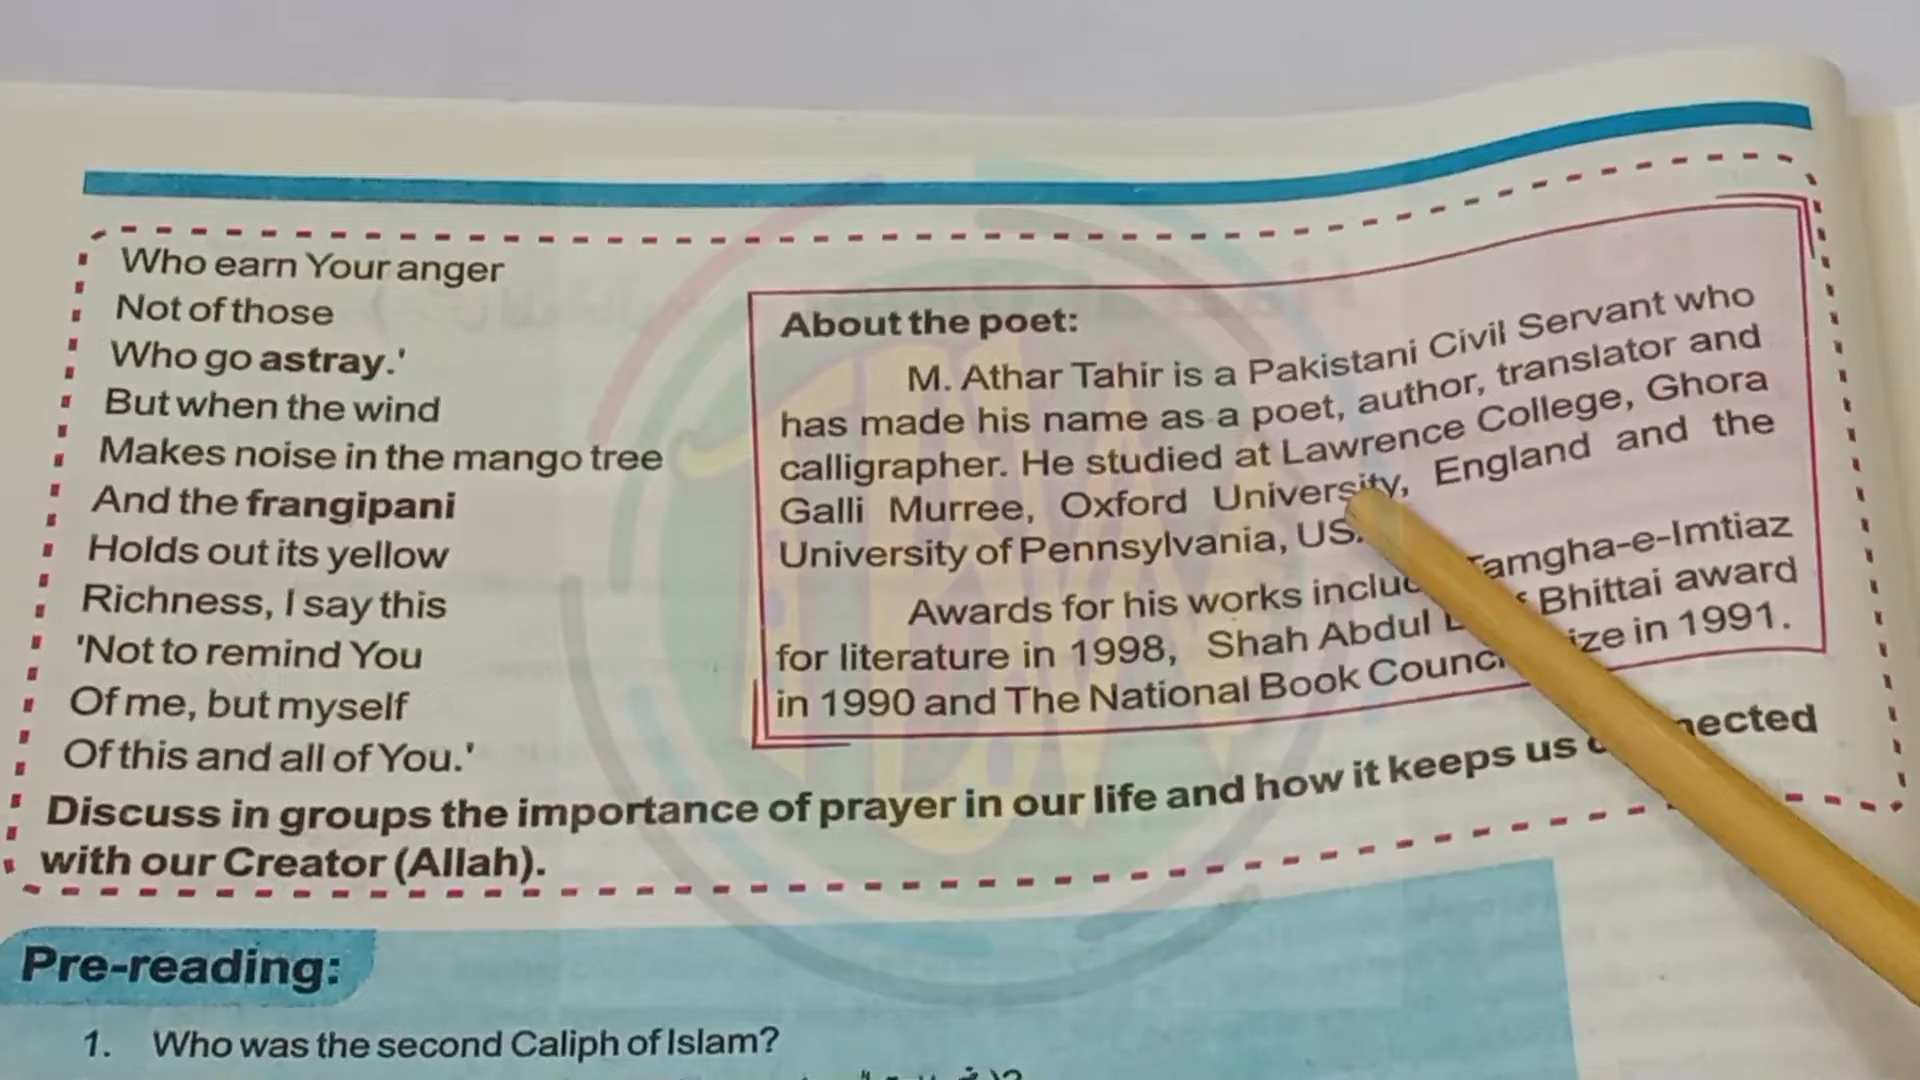 Who earn Your anger
Not of those
Who go astray.'
But when the wind
Makes noise in the mango tree
And the frangipani
Holds out its yellow
Richness, I say this
'Not to remind You
Of me, but myself
Of this and all of You.'
About the poet:
M. Athar Tahir is a Pakistani Civil Servant who
has made his name as a poet, author, translator and
calligrapher. He studied at Lawrence College, Ghora
Galli Murree, Oxford University, England and the
University of Pennsylvania, US
Awards for his works Tamgha-e-Imtiaz
for literature in 1998, Shah Abdul Bhittai award
in 1990 and The National Book in 1991.
Discuss in groups the importance of prayer in our life and how it keeps us
with our Creator (Allah).
Pre-reading:
1. Who was the second Caliph of Islam?